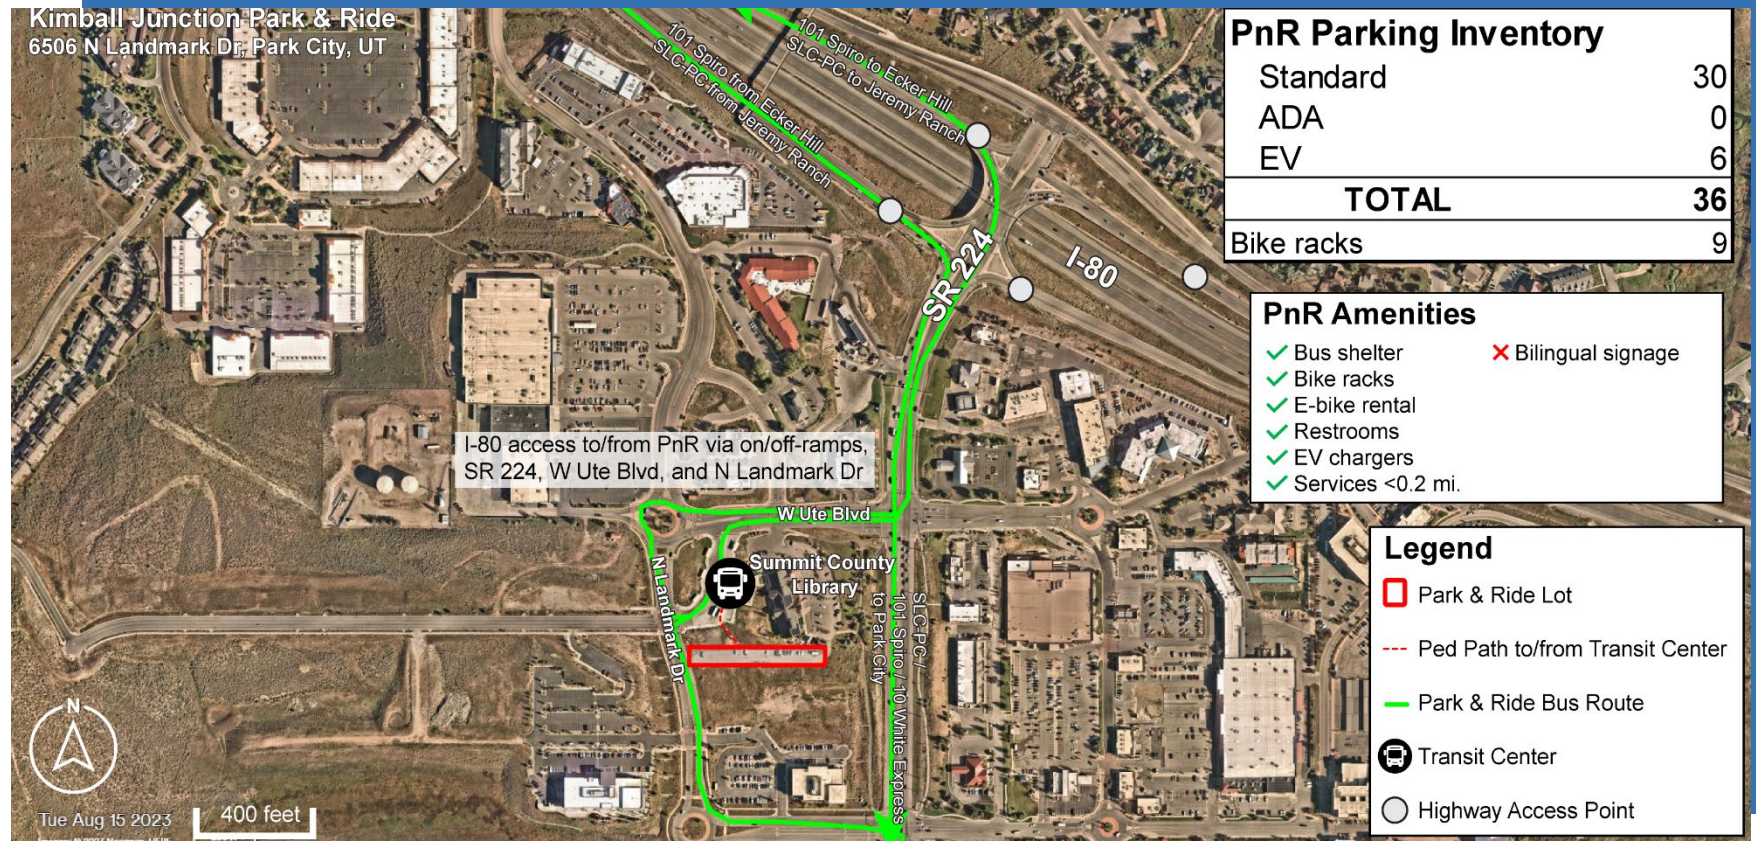 Kimball Junction Park & Ride
6506 N Landmark Dr, Park City, UT
101 Spiro from Ecker Hill
SLC-PC from Jeremy Ranch
101 Spiro to Ecker Hill
SLC-PC to Jeremy Ranch
SR 224
I-80
PnR Parking Inventory
Standard 30
ADA 0
EV 6
TOTAL 36
Bike racks 9
PnR Amenities
Bus shelter
Bike racks
E-bike rental
Restrooms
EV chargers
Services <0.2 mi.
Bilingual signage
I-80 access to/from PnR via on/off-ramps,
SR 224, W Ute Blvd, and N Landmark Dr
W Ute Blvd
Summit County
Library
N Landmark Dr
SLC-PC /
101 Spiro / 10 White Express
to Park City
Legend
Park & Ride Lot
Ped Path to/from Transit Center
Park & Ride Bus Route
Transit Center
Highway Access Point
N
Tue Aug 15 2023
400 feet